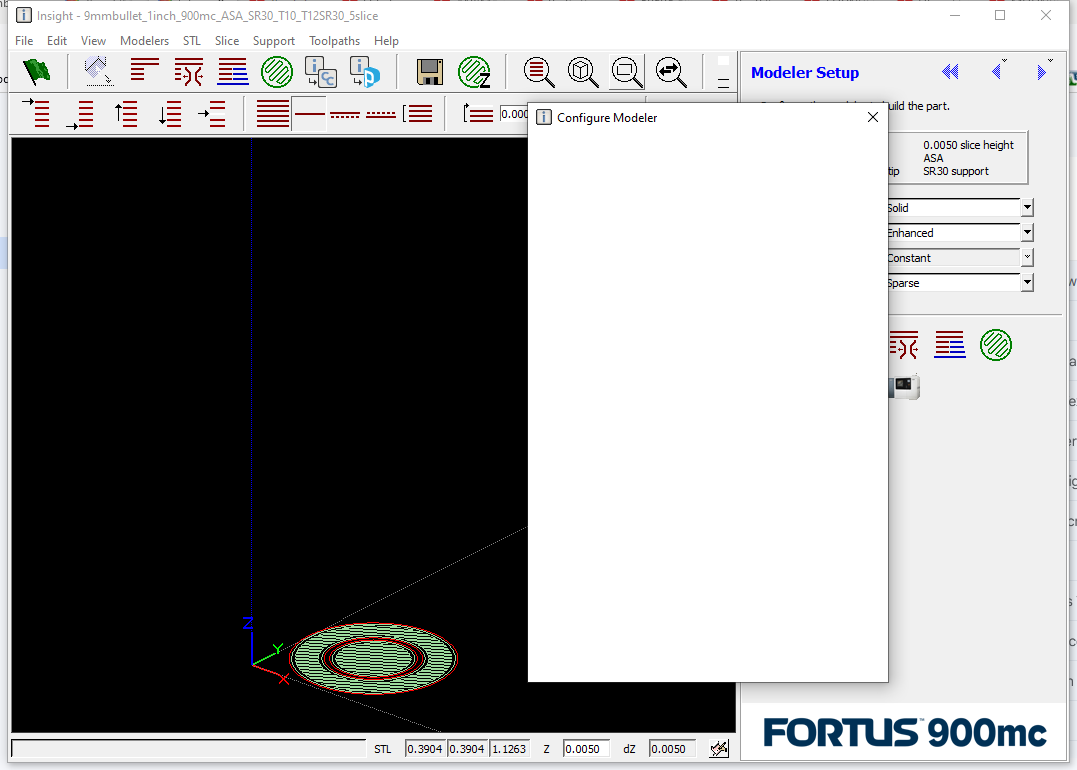 Insight - 9mmbullet_1inch_900mc_ASA_SR30_T10_T12SR30_5slice
File Edit View Modelers STL Slice Support Toolpaths Help
Modeler Setup
build the part.
0.000
Configure Modeler
0.0050 slice height
ASA
tip SR30 support
Solid
Enhanced
Constant
Sparse
Z
Y
X
STL 0.3904 0.3904 1.1263 Z 0.0050 dZ 0.0050
FORTUS 900mc